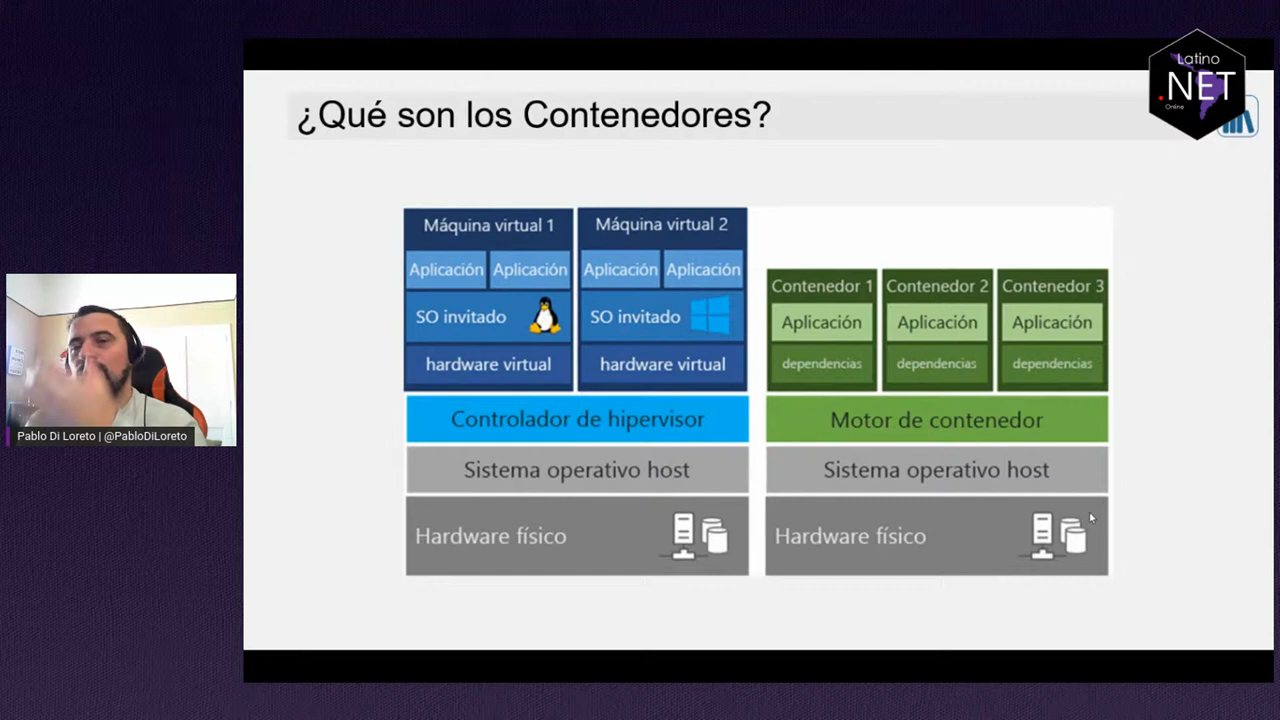 Latino
.NET
Online
¿Qué son los Contenedores?
Máquina virtual 1
Aplicación
Aplicación
SO invitado
hardware virtual
Máquina virtual 2
Aplicación
Aplicación
SO invitado
hardware virtual
Controlador de hipervisor
Sistema operativo host
Hardware físico
Contenedor 1
Aplicación
dependencias
Contenedor 2
Aplicación
dependencias
Contenedor 3
Aplicación
dependencias
Motor de contenedor
Sistema operativo host
Hardware físico
Pablo Di Loreto | @PabloDiLoreto